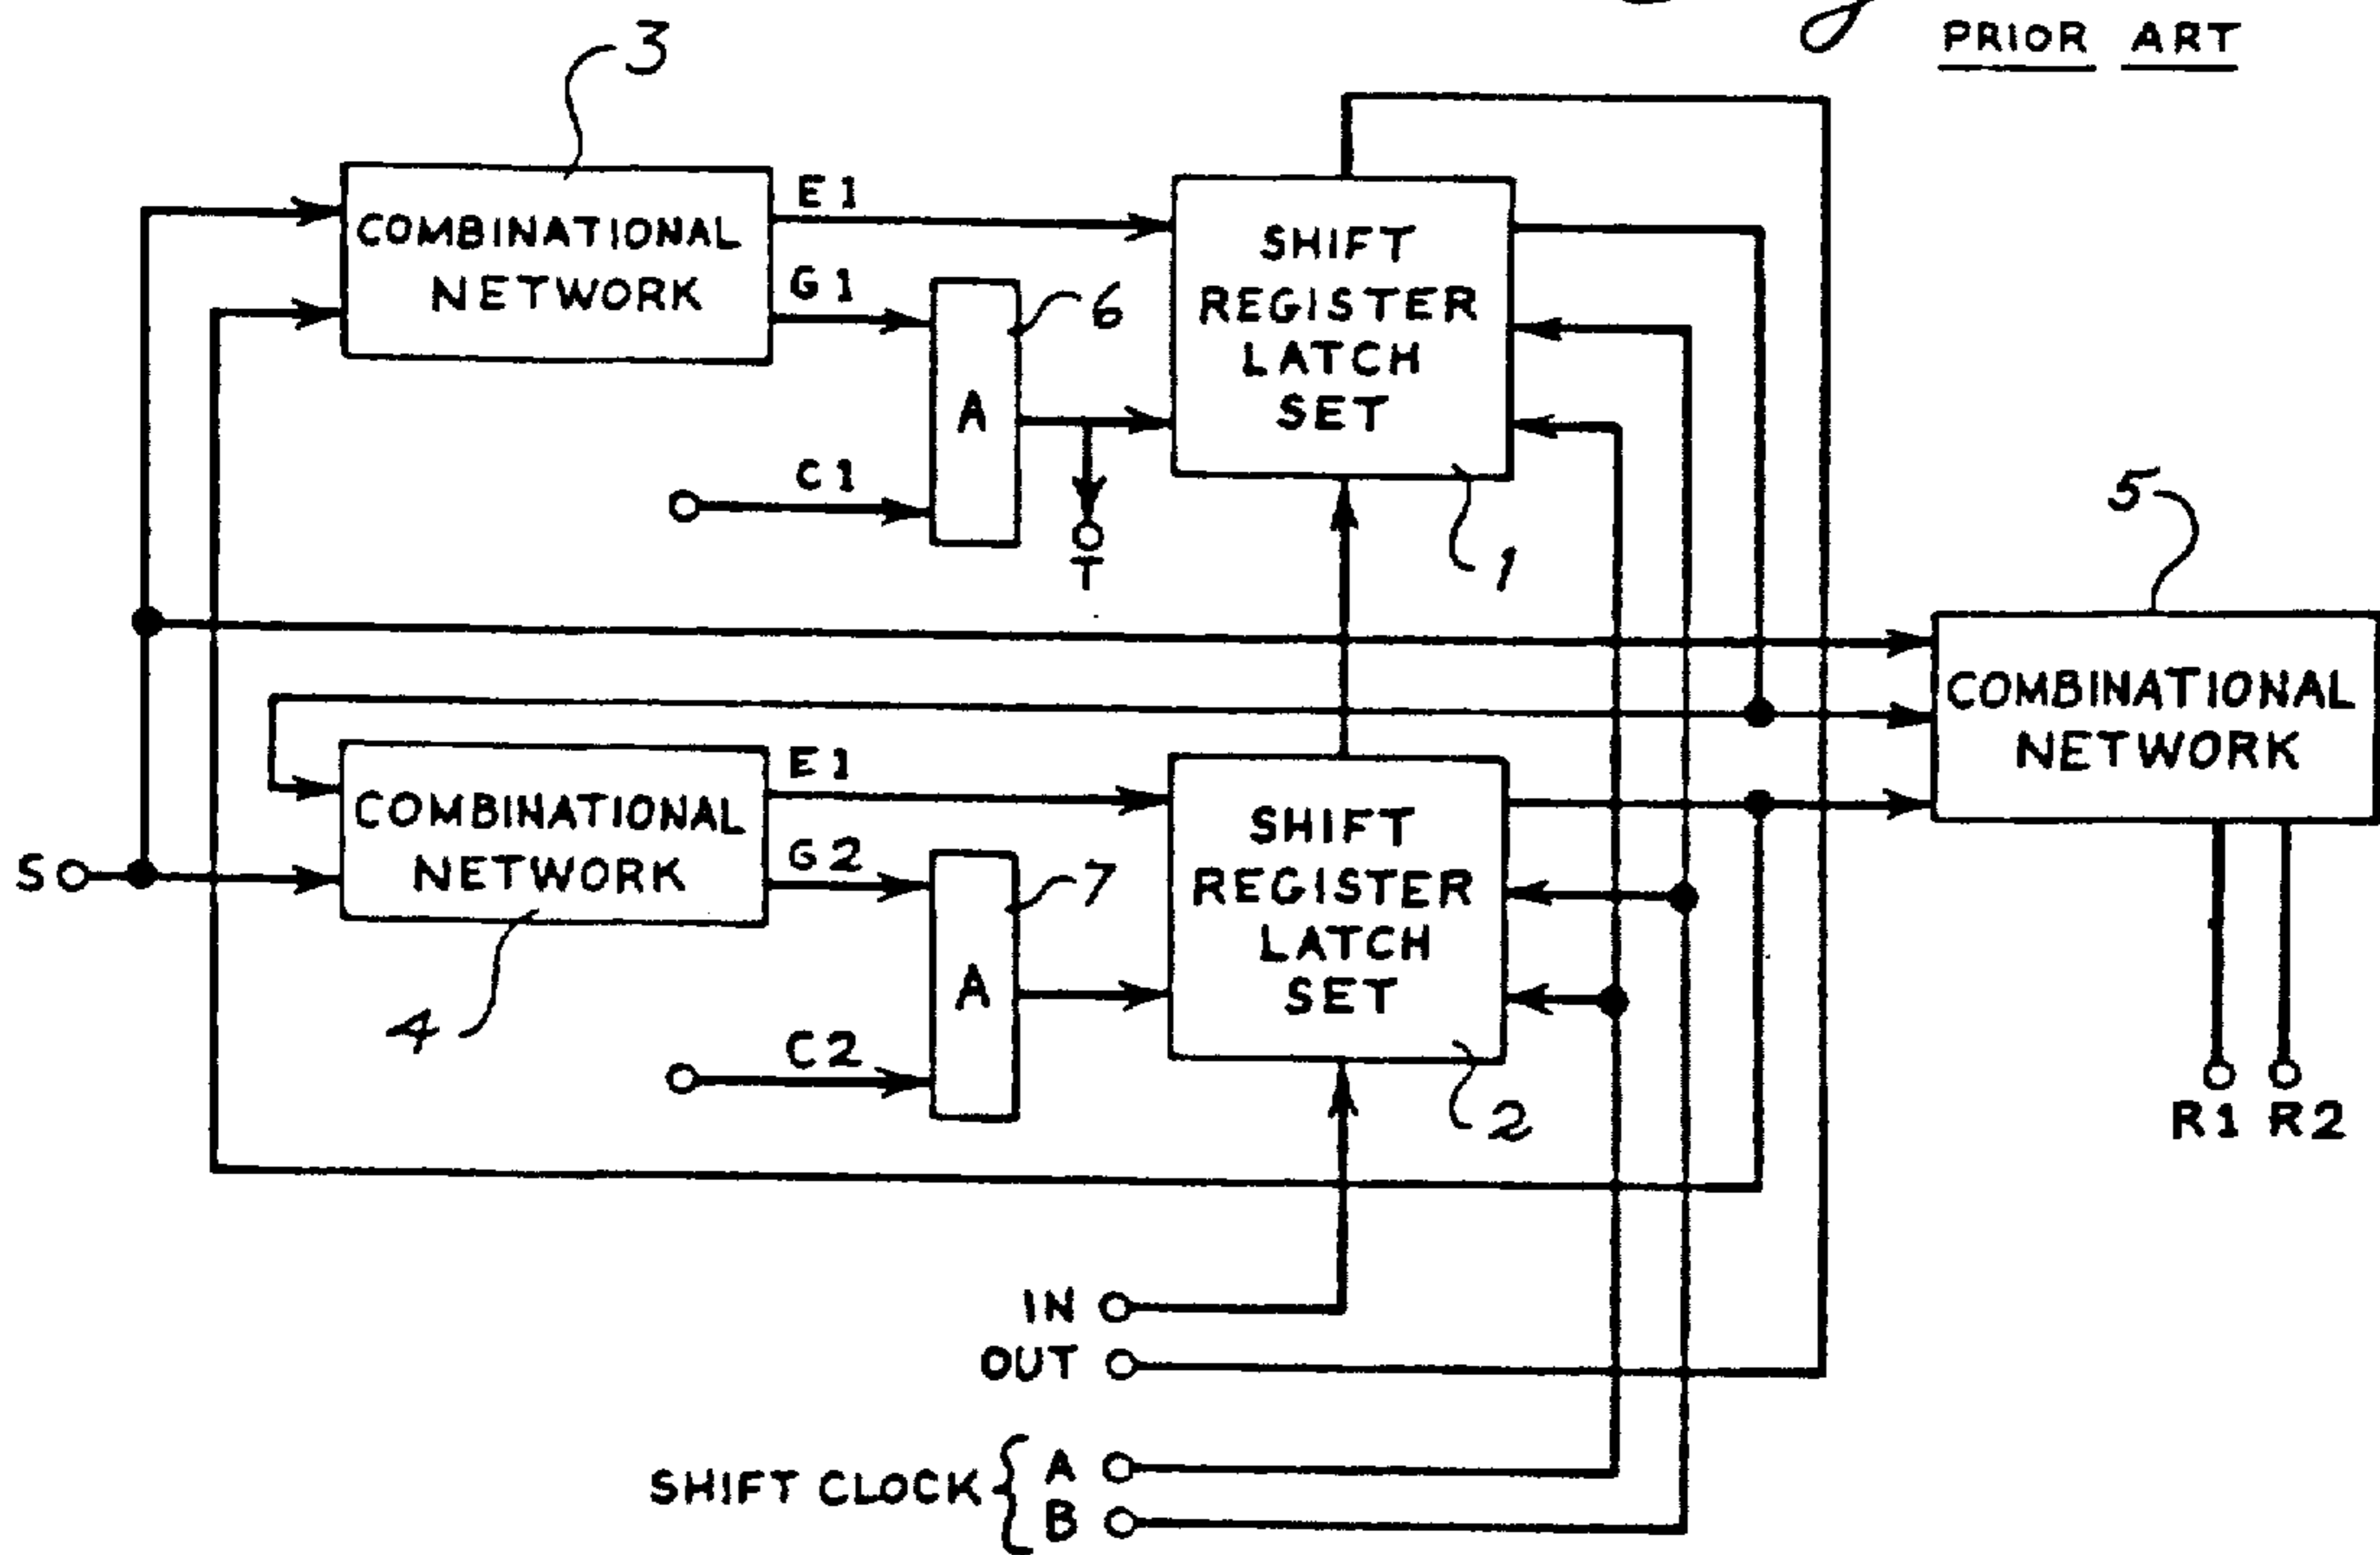 PRIOR ART
3
COMBINATIONAL
NETWORK
E1
G1
A
6
C1
T
SHIFT
REGISTER
LATCH
SET
1
5
COMBINATIONAL
NETWORK
S
COMBINATIONAL
NETWORK
4
E1
G2
A
7
C2
SHIFT
REGISTER
LATCH
SET
2
R1 R2
IN
OUT
SHIFT CLOCK { A
B